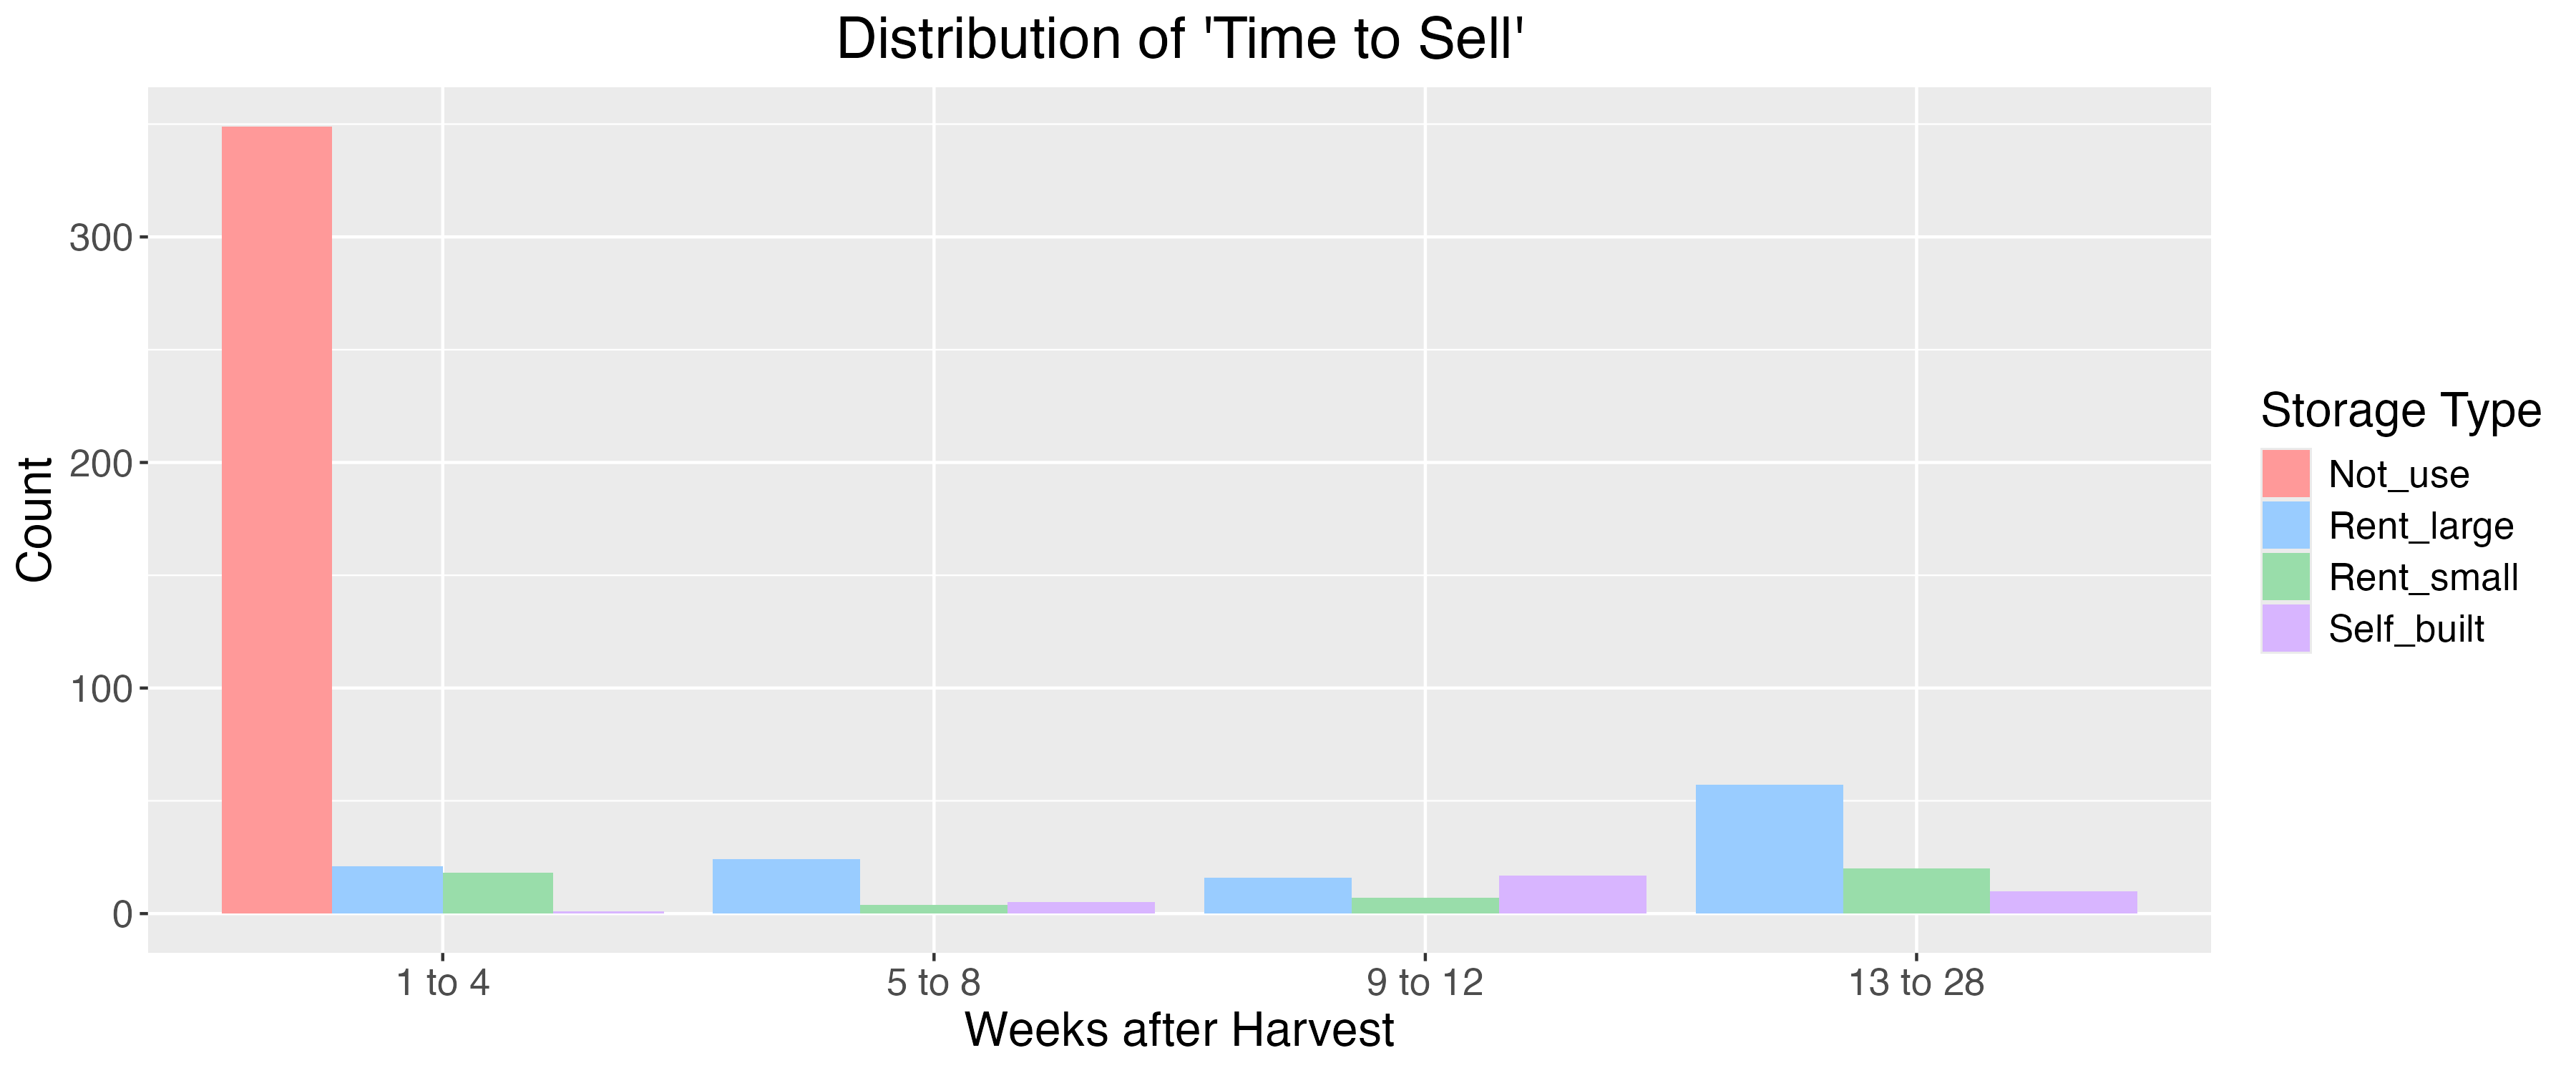 Distribution of 'Time to Sell'
Count
300
200
100
0
1 to 4
5 to 8
9 to 12
13 to 28
Weeks after Harvest
Storage Type
Not_use
Rent_large
Rent_small
Self_built